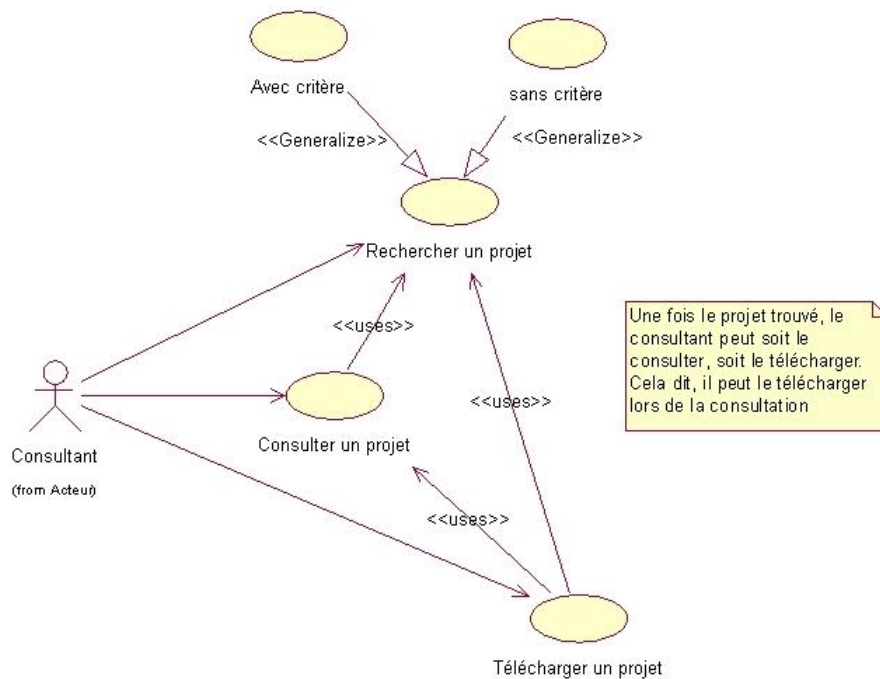 Avec critère
sans critère
<<Generalize>>
<<Generalize>>
Rechercher un projet
<<uses>>
Une fois le projet trouvé, le
consultant peut soit le
consulter, soit le télécharger.
Cela dit, il peut le télécharger
lors de la consultation
<<uses>>
Consultant
(from Acteur)
Consulter un projet
<<uses>>
Télécharger un projet